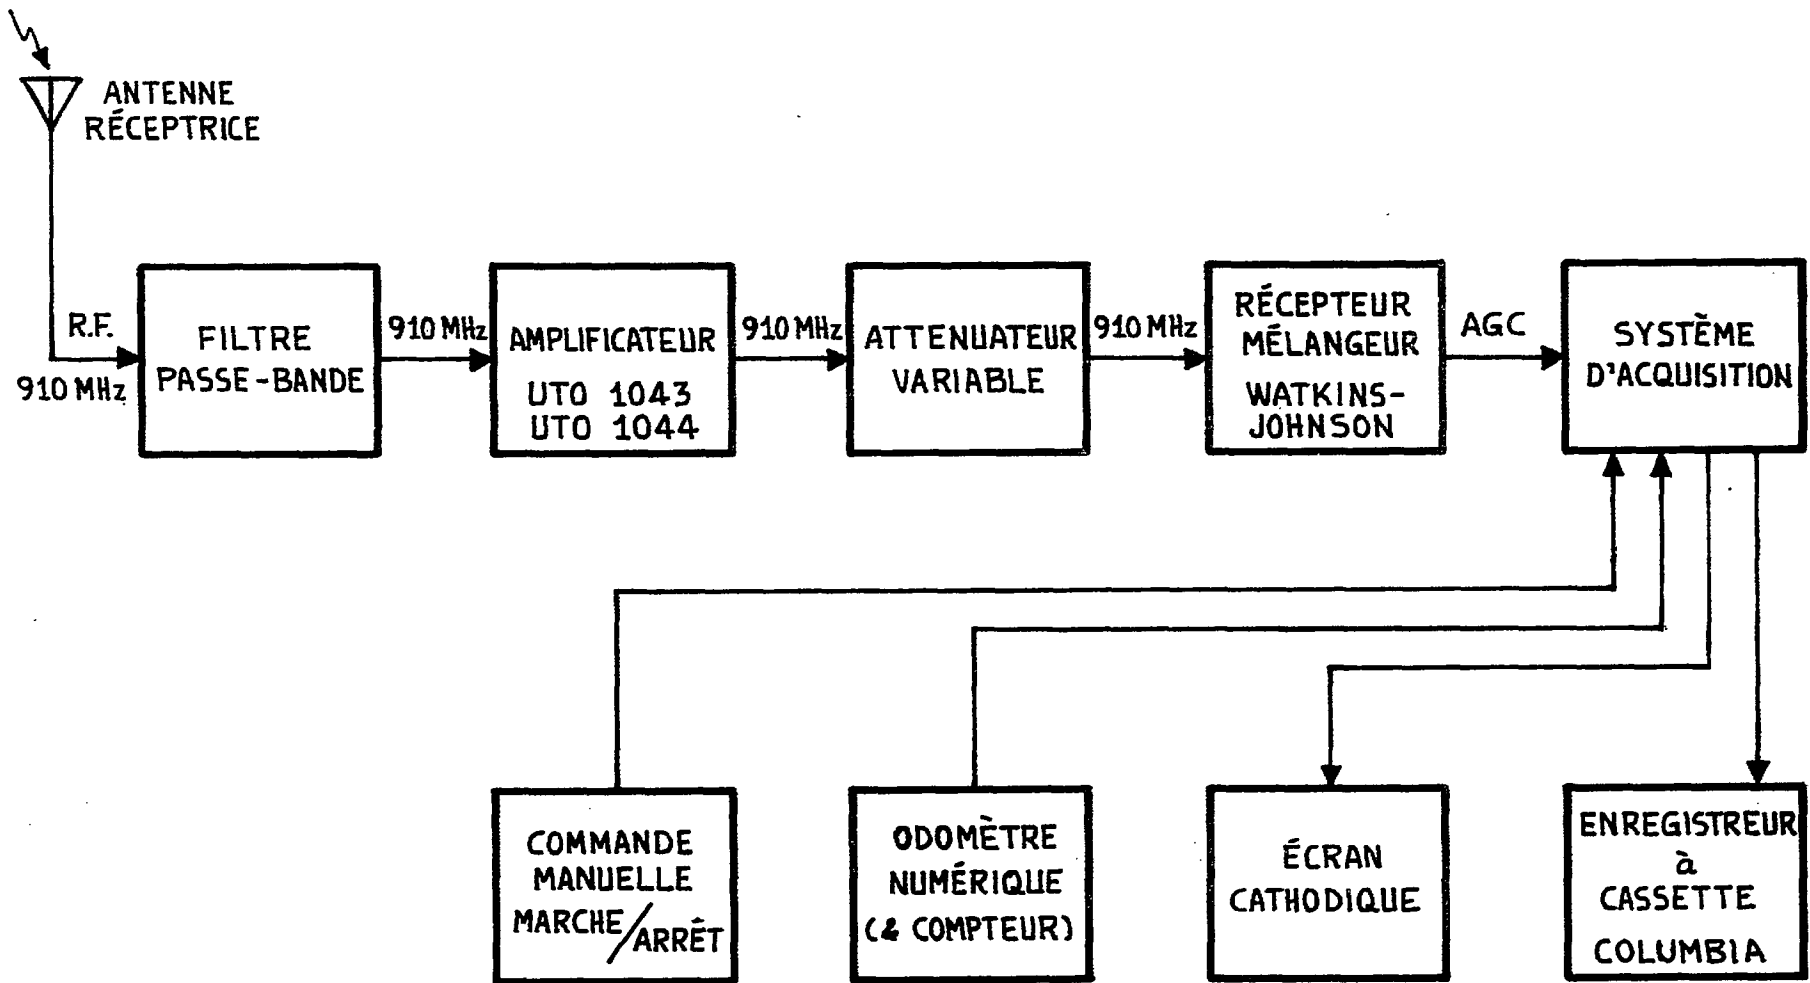 ANTENNE
RÉCEPTRICE
R.F.
910 MHz
FILTRE
PASSE-BANDE
910 MHz
AMPLIFICATEUR
UTO 1043
UTO 1044
910 MHz
ATTENUATEUR
VARIABLE
910 MHz
RÉCEPTEUR
MÉLANGEUR
WATKINS-
JOHNSON
AGC
SYSTÈME
D'ACQUISITION
COMMANDE
MANUELLE
MARCHE/ARRÊT
ODOMÈTRE
NUMÉRIQUE
(& COMPTEUR)
ÉCRAN
CATHODIQUE
ENREGISTREUR
à
CASSETTE
COLUMBIA